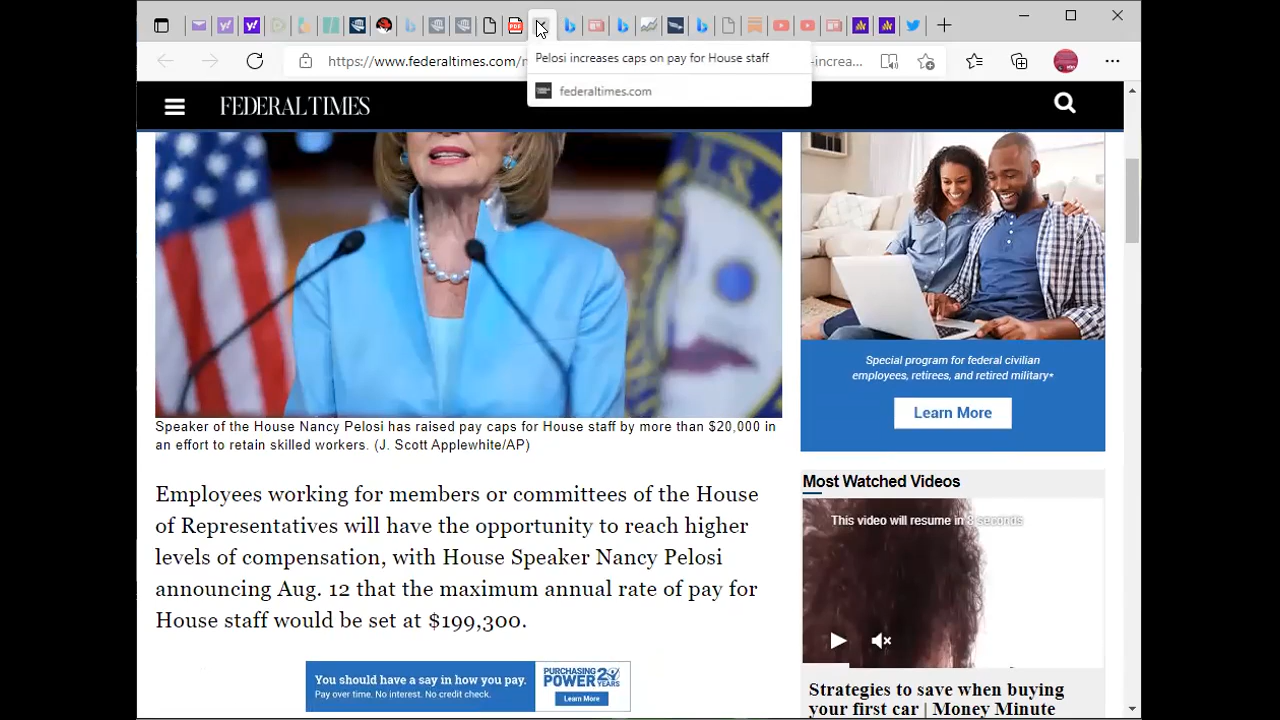 PDF
Pelosi increases caps on pay for House staff
https://www.federaltimes.com/
-increa...
federaltimes.com
FEDERALTIMES
Speaker of the House Nancy Pelosi has raised pay caps for House staff by more than $20,000 in
an effort to retain skilled workers. (J. Scott Applewhite/AP)
Employees working for members or committees of the House
of Representatives will have the opportunity to reach higher
levels of compensation, with House Speaker Nancy Pelosi
announcing Aug. 12 that the maximum annual rate of pay for
House staff would be set at $199,300.
You should have a say in how you pay.
Pay over time. No interest. No credit check.
PURCHASING
POWER
YEARS
Learn More
Special program for federal civilian
employees, retirees, and retired military*
Learn More
Most Watched Videos
This video will resume in 8 seconds
Strategies to save when buying
your first car | Money Minute